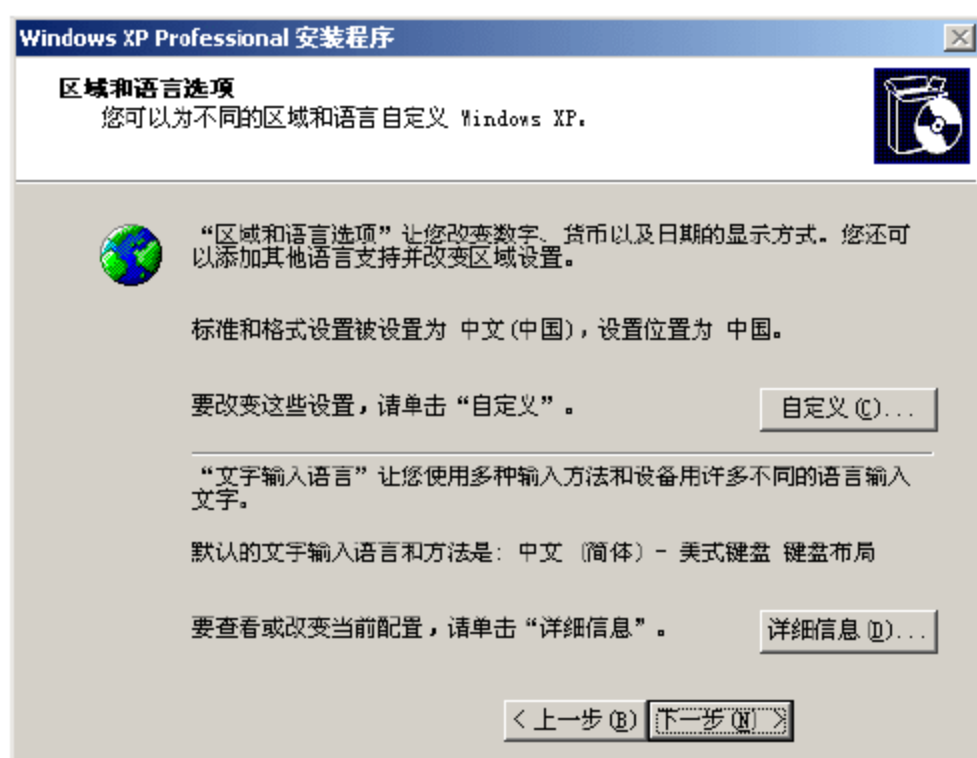 Windows XP Professional 安装程序
区域和语言选项
您可以为不同的区域和语言自定义 Windows XP。
“区域和语言选项”让您改变数字、货币以及日期的显示方式。您还可
以添加其他语言支持并改变区域设置。
标准和格式设置被设置为 中文(中国)，设置位置为 中国。
要改变这些设置，请单击“自定义”。
自定义(C)...
“文字输入语言”让您使用多种输入方法和设备用许多不同的语言输入
文字。
默认的文字输入语言和方法是: 中文 (简体) - 美式键盘 键盘布局
要查看或改变当前配置，请单击“详细信息”。
详细信息(D)...
<上一步(B) 下一步(N) >